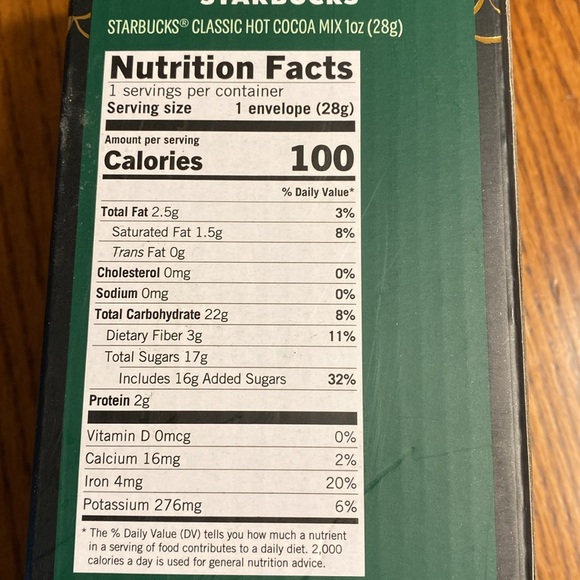 STARBUCKS
STARBUCKS® CLASSIC HOT COCOA MIX 1oz (28g)
Nutrition Facts
1 servings per container
Serving size 1 envelope (28g)
Amount per serving
Calories 100
% Daily Value*
Total Fat 2.5g 3%
Saturated Fat 1.5g 8%
Trans Fat 0g
Cholesterol 0mg 0%
Sodium 0mg 0%
Total Carbohydrate 22g 8%
Dietary Fiber 3g 11%
Total Sugars 17g
Includes 16g Added Sugars 32%
Protein 2g
Vitamin D 0mcg 0%
Calcium 16mg 2%
Iron 4mg 20%
Potassium 276mg 6%
* The % Daily Value (DV) tells you how much a nutrient
in a serving of food contributes to a daily diet. 2,000
calories a day is used for general nutrition advice.